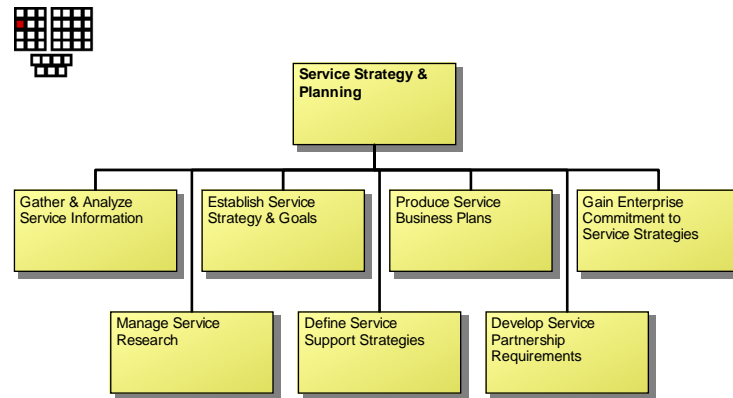 Service Strategy &
Planning
Gather & Analyze
Service Information
Establish Service
Strategy & Goals
Produce Service
Business Plans
Gain Enterprise
Commitment to
Service Strategies
Manage Service
Research
Define Service
Support Strategies
Develop Service
Partnership
Requirements